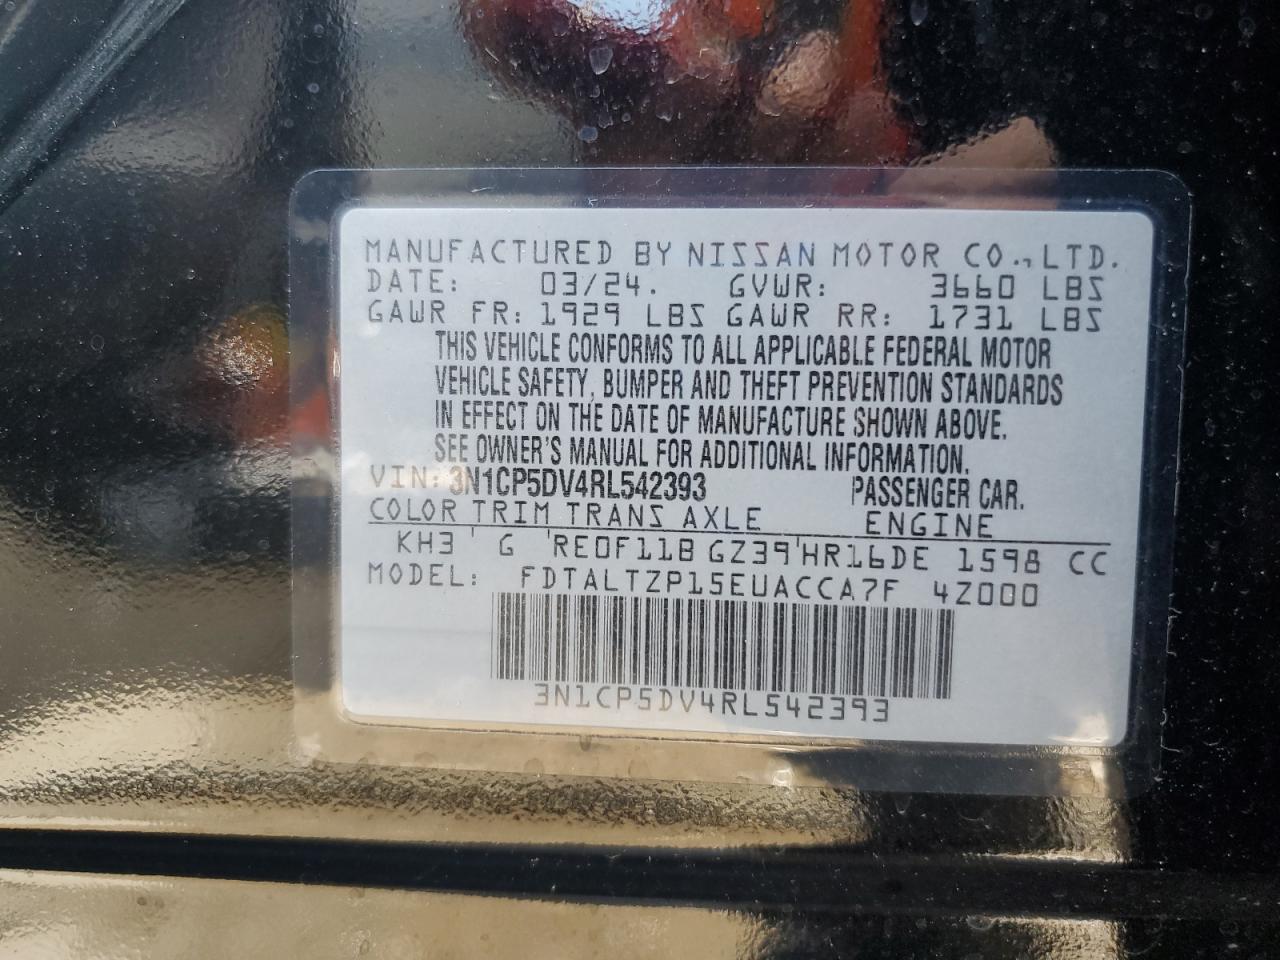 MANUFACTURED BY NISSAN MOTOR CO., LTD.
DATE: 03/24. GVWR: 3660 LBS
GAWR FR: 1929 LBS GAWR RR: 1731 LBS
THIS VEHICLE CONFORMS TO ALL APPLICABLE FEDERAL MOTOR
VEHICLE SAFETY, BUMPER AND THEFT PREVENTION STANDARDS
IN EFFECT ON THE DATE OF MANUFACTURE SHOWN ABOVE.
SEE OWNER'S MANUAL FOR ADDITIONAL INFORMATION.
VIN: 3N1CP5DV4RL542393 PASSENGER CAR.
COLOR TRIM TRANS AXLE ENGINE
KH3 ' G 'RE0F11B GZ39'HR16DE 1598 CC
MODEL: FDTALTZP15EUACCA7F 4Z000
3N1CP5DV4RL542393